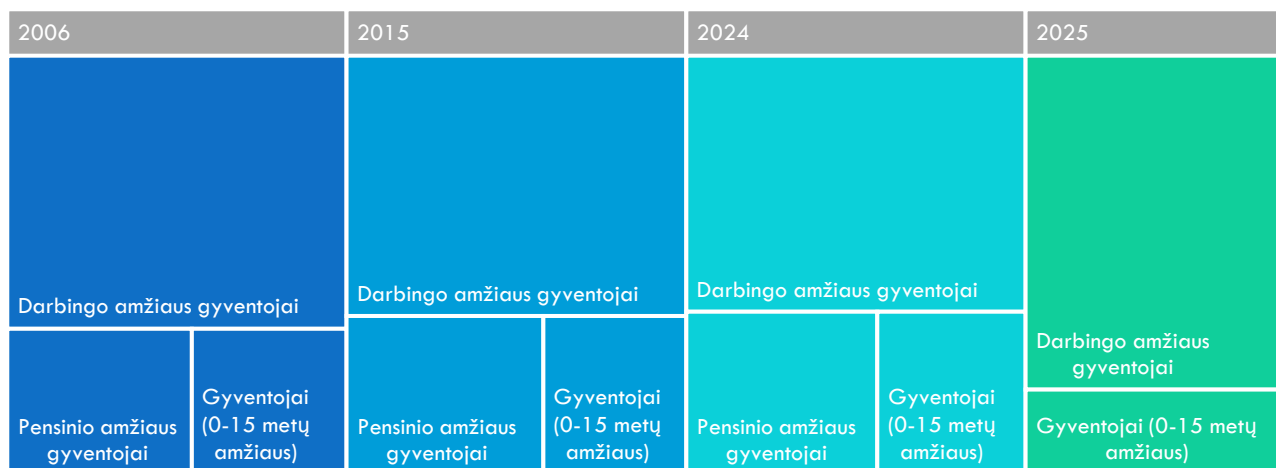 2006
2015
2024
2025
Darbingo amžiaus gyventojai
Darbingo amžiaus gyventojai
Darbingo amžiaus gyventojai
Darbingo amžiaus
gyventojai
Pensinio amžiaus
gyventojai
Gyventojai
(0-15 metų
amžiaus)
Pensinio amžiaus
gyventojai
Gyventojai
(0-15 metų
amžiaus)
Pensinio amžiaus
gyventojai
Gyventojai
(0-15 metų
amžiaus)
Gyventojai (0-15 metų
amžiaus)